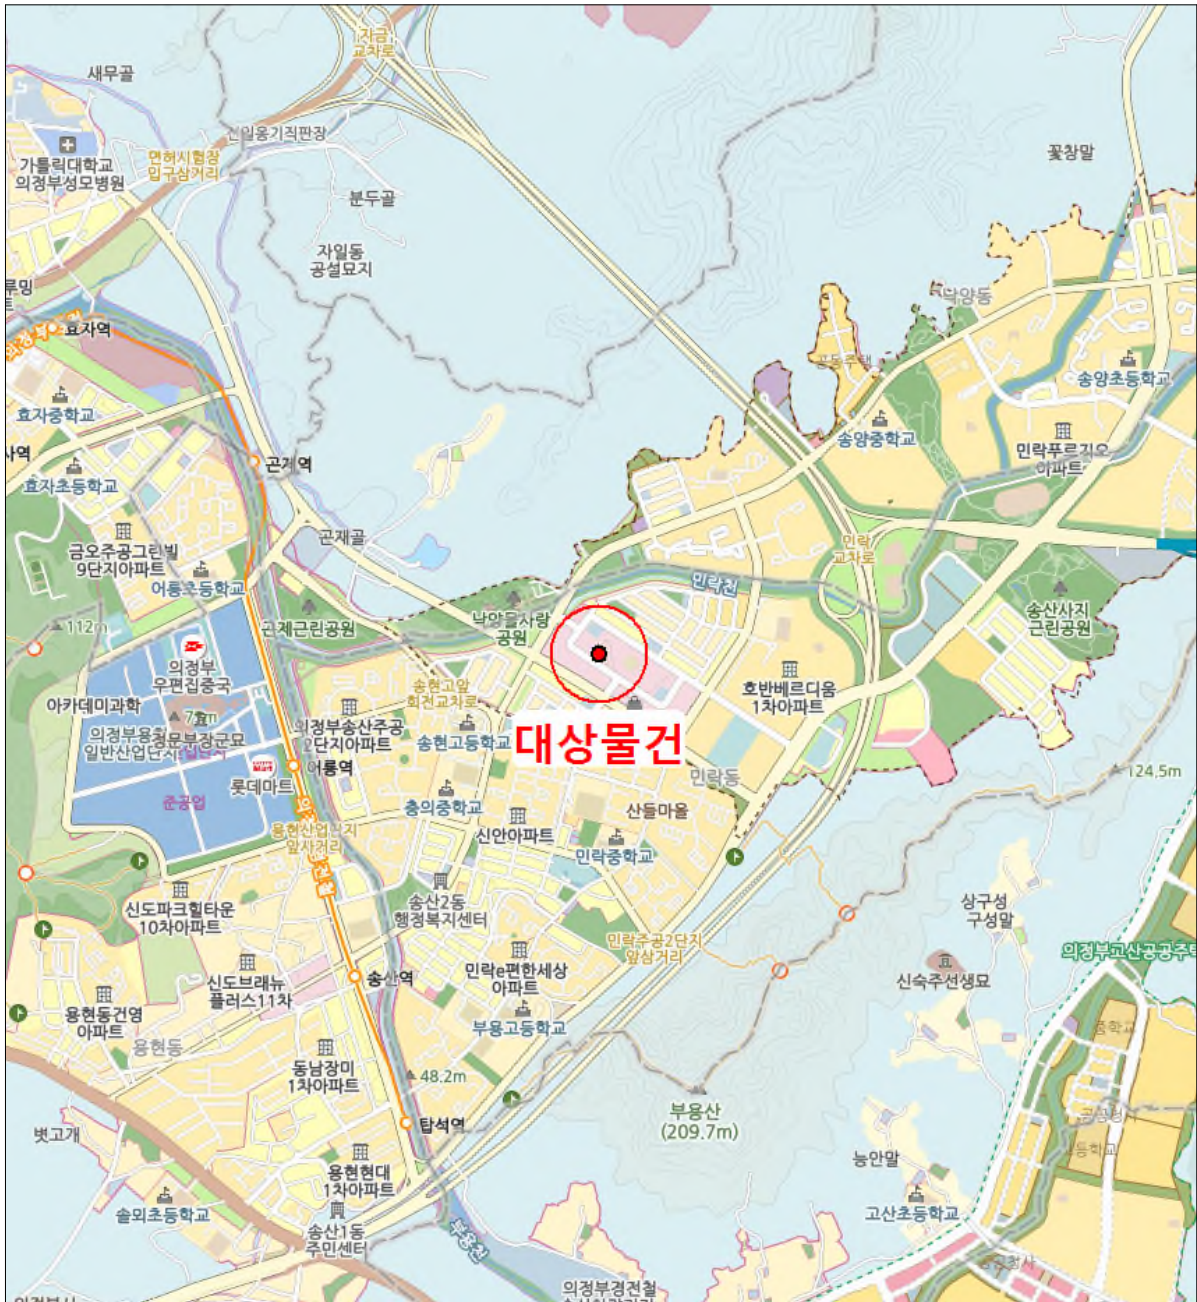 자금
교차로
새무골
전일옹기직판장
꽃창말
면허시험장
입구삼거리
가톨릭대학교
의정부성모병원
분두골
자일동
공설묘지
낙양동
효자역
송양초등학교
효자중학교
송양중학교
민락푸르지오
아파트
곤제역
효자초등학교
곤재골
민락
교차로
금오주공그린빌
9단지아파트
어룡초등학교
민락천
낙양물사랑
공원
송산사지
근린공원
곤제근린공원
112m
의정부
우편집중국
호반베르디움
1차아파트
송현고앞
회전교차로
아카데미과학
의정부송산주공
2단지아파트
송현고등학교
대상물건
정문부장군묘
일반산업단지
어룡역
민락동
124.5m
롯데마트
준공업
충의중학교
산들마을
신안아파트
용현산업단지
앞사거리
민락중학교
송산2동
행정복지센터
신도파크힐타운
10차아파트
상구성
구성말
민락주공2단지
앞삼거리
의정부고산공공주택
신도브래뉴
플러스11차
송산역
민락e편한세상
아파트
신숙주선생묘
용현동건영
아파트
부용고등학교
중학교
용현동
동남장미
1차아파트
48.2m
부용산
(209.7m)
탑석역
벗고개
능안말
용현현대
1차아파트
솔뫼초등학교
고산초등학교
송산1동
주민센터
부용천
의정부경전철